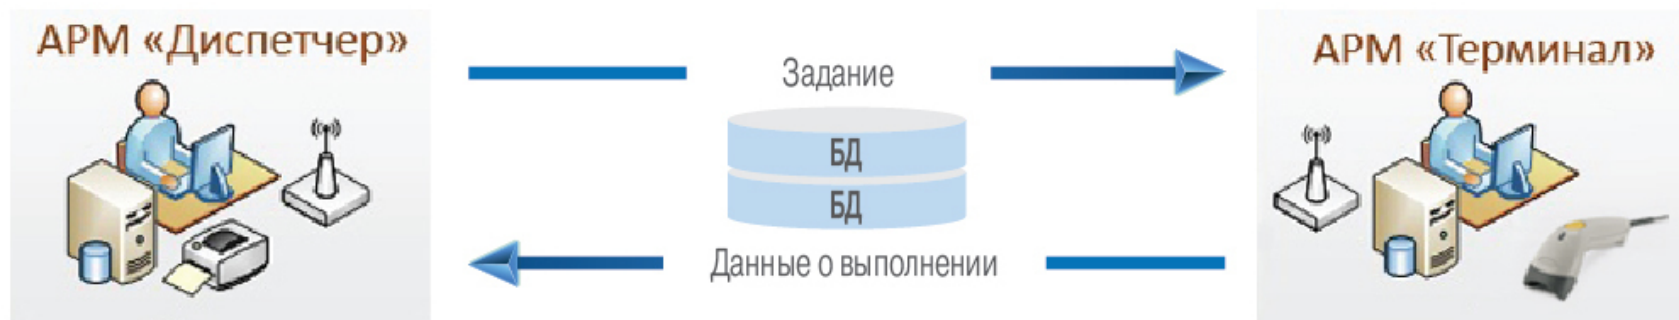 АРМ «Диспетчер»
Задание
БД
БД
Данные о выполнении
АРМ «Терминал»